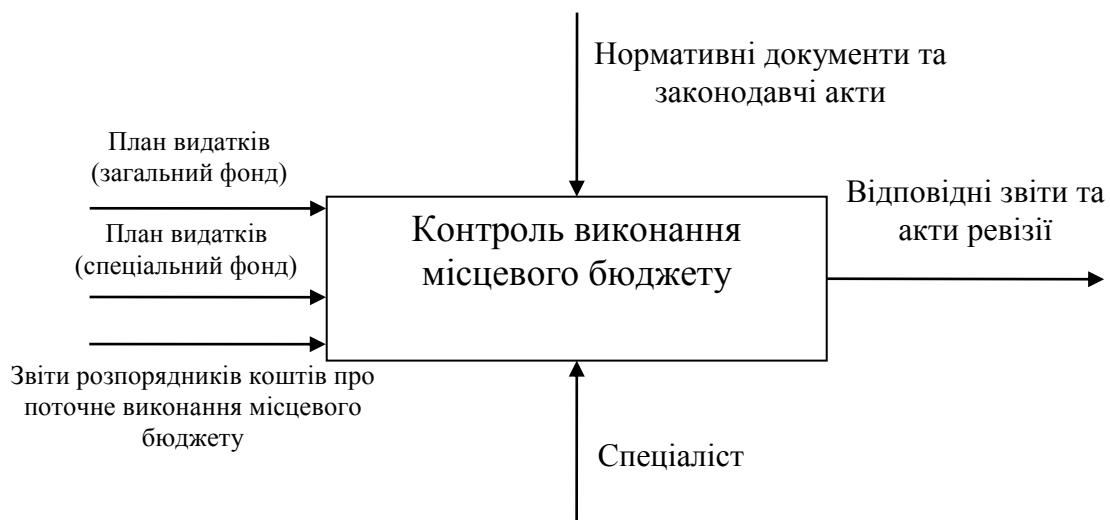 Нормативні документи та
законодавчі акти
План видатків
(загальний фонд)
План видатків
(спеціальний фонд)
Звіти розпорядників коштів про
поточне виконання місцевого
бюджету
Контроль виконання
місцевого бюджету
Відповідні звіти та
акти ревізії
Спеціаліст